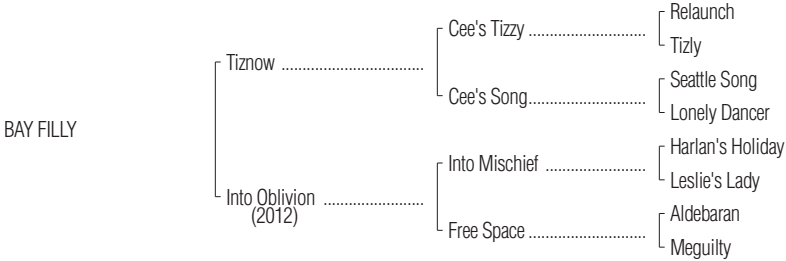 Relaunch
Cee's Tizzy ..............................
Tizly
Tiznow ....................................
Seattle Song
Cee's Song..............................
Lonely Dancer
BAY FILLY
Harlan's Holiday
Into Mischief ..........................
Leslie's Lady
Into Oblivion ..........................
(2012)
Aldebaran
Free Space ..............................
Meguilty